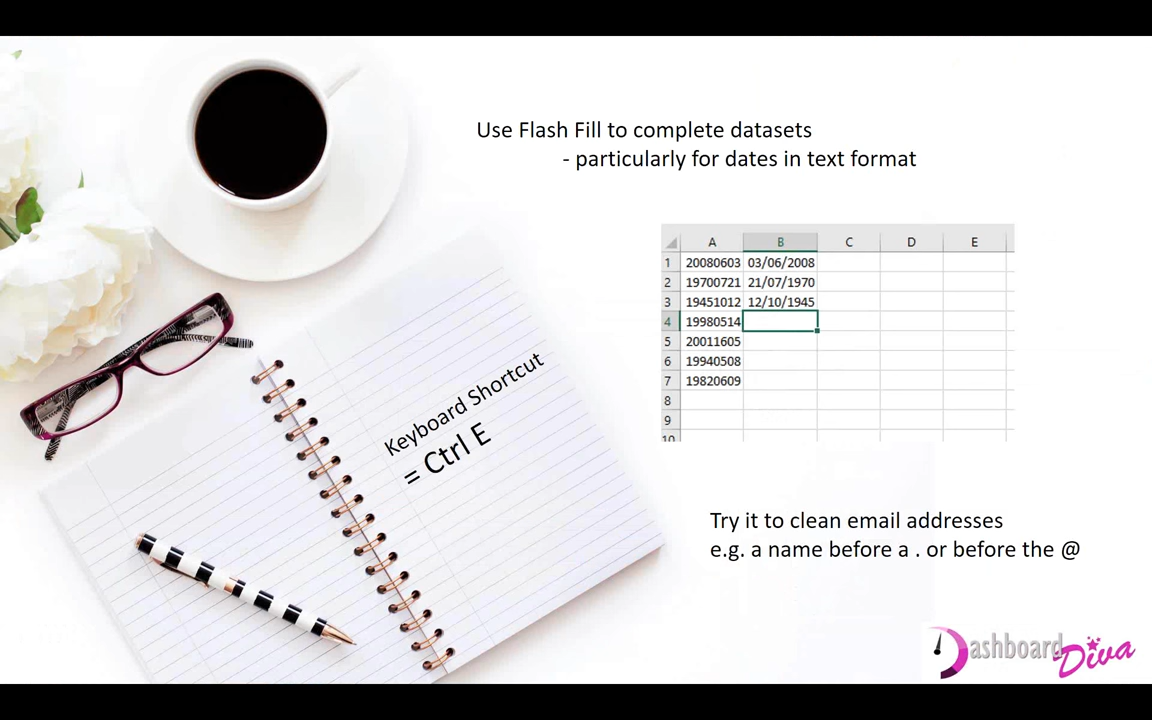 Use Flash Fill to complete datasets
- particularly for dates in text format
A B C D E
1 20080603 03/06/2008
2 19700721 21/07/1970
3 19451012 12/10/1945
4 19980514
5 20011605
6 19940508
7 19820609
8
9
10
Keyboard Shortcut
= Ctrl E
Try it to clean email addresses
e.g. a name before a . or before the @
Dashboard
Diva